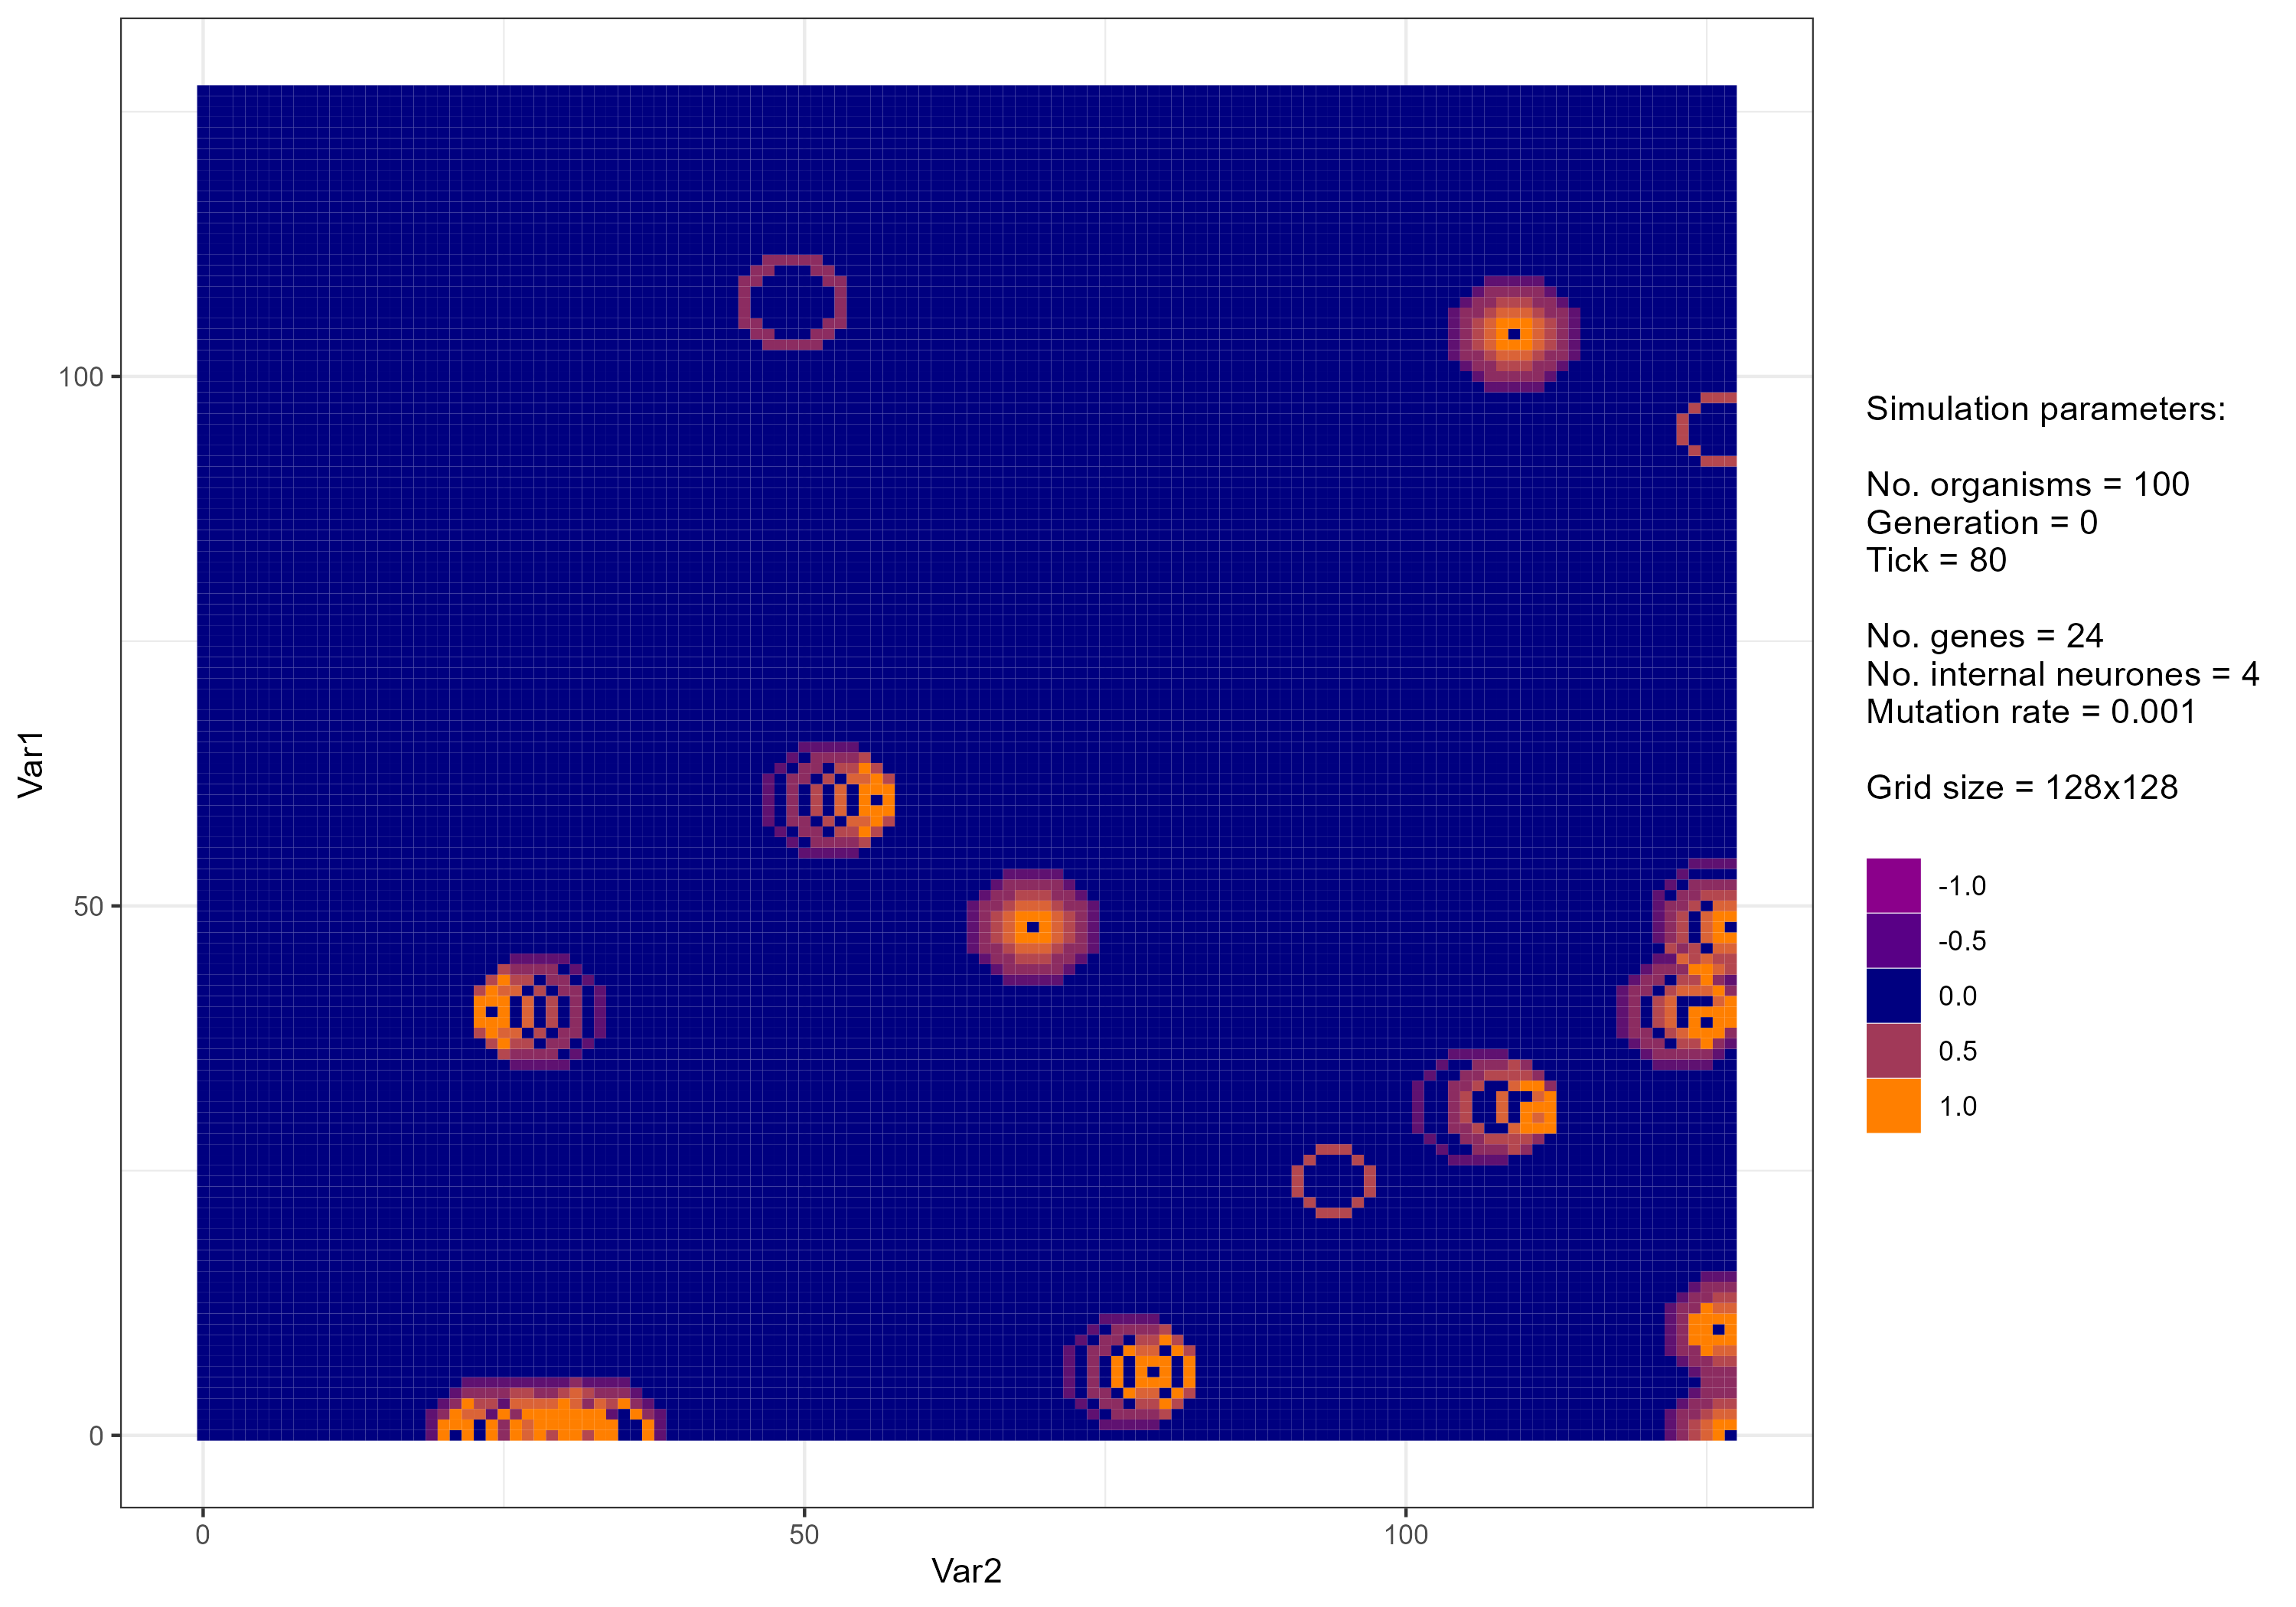 Var1
100
50
0
0
50
100
Var2
Simulation parameters:
No. organisms = 100
Generation = 0
Tick = 80
No. genes = 24
No. internal neurones = 4
Mutation rate = 0.001
Grid size = 128x128
-1.0
-0.5
0.0
0.5
1.0